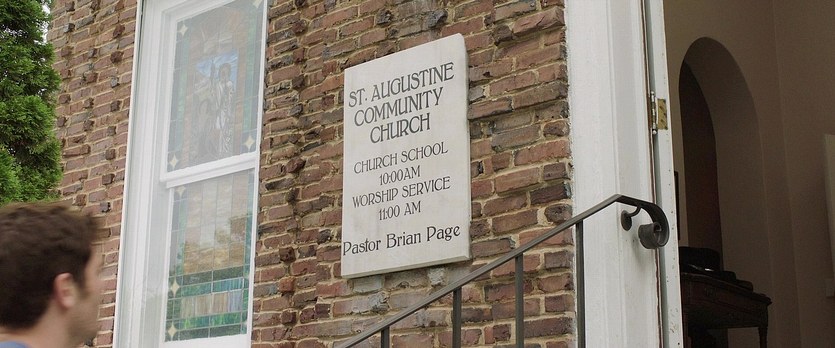 ST. AUGUSTINE
COMMUNITY
CHURCH
CHURCH SCHOOL
10:00AM
WORSHIP SERVICE
11:00 AM
Pastor Brian Page